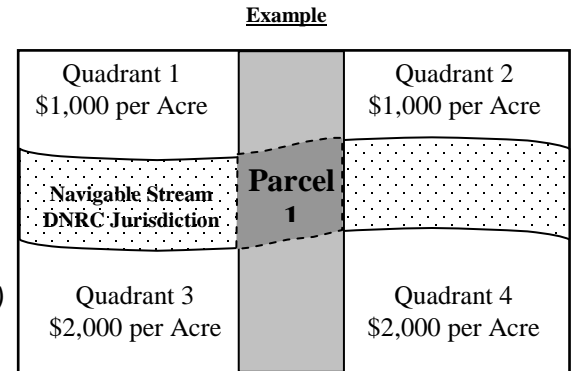 Example
Quadrant 1
$1,000 per Acre
Quadrant 2
$1,000 per Acre
Navigable Stream
DNRC Jurisdiction
Parcel
1
)
Quadrant 3
$2,000 per Acre
Quadrant 4
$2,000 per Acre